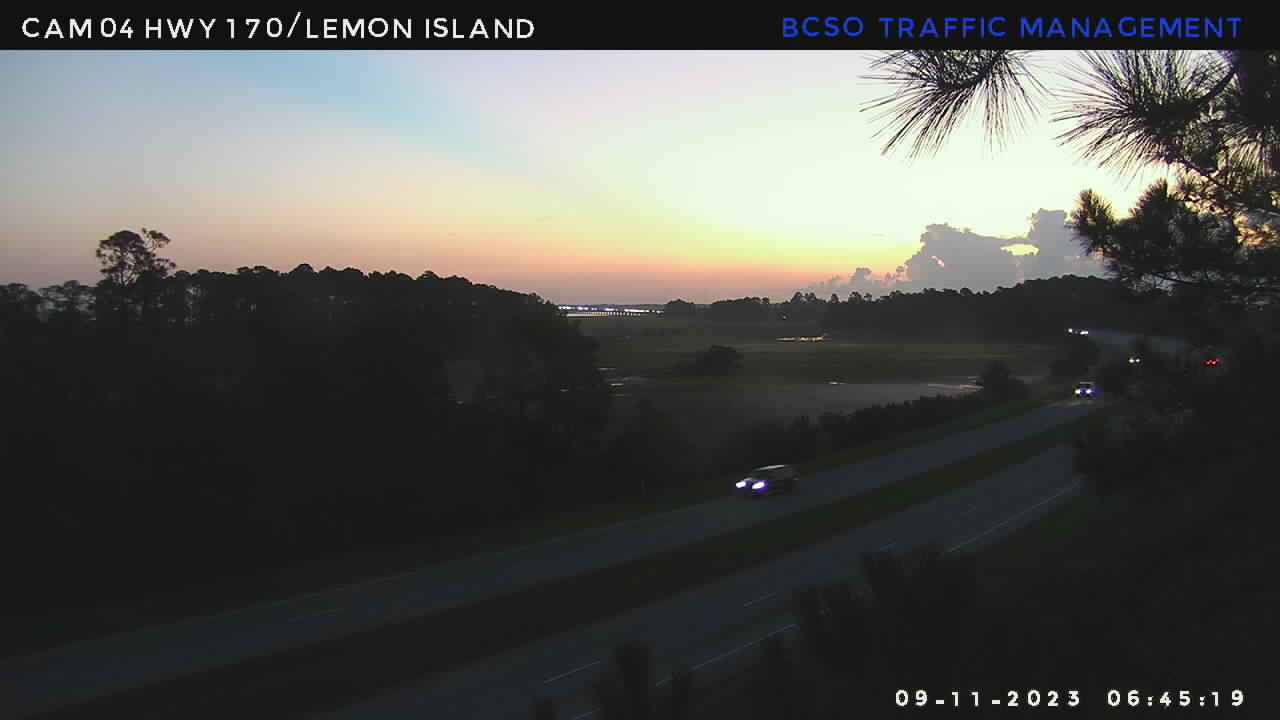 CAM04 HWY170/LEMON ISLAND
BCSO TRAFFIC MANAGEMENT
09-11-2023 06:45:19